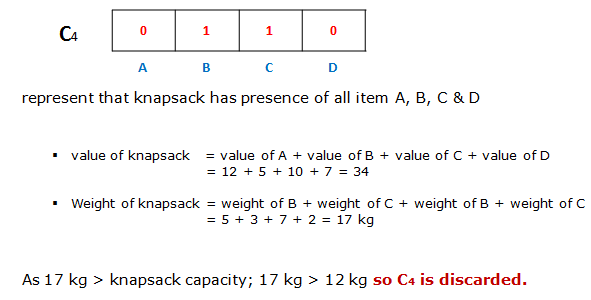 C4 0 1 1 0
A B C D
represent that knapsack has presence of all item A, B, C & D
▪ value of knapsack = value of A + value of B + value of C + value of D
= 12 + 5 + 10 + 7 = 34
▪ Weight of knapsack = weight of B + weight of C + weight of B + weight of C
= 5 + 3 + 7 + 2 = 17 kg
As 17 kg > knapsack capacity; 17 kg > 12 kg so C4 is discarded.